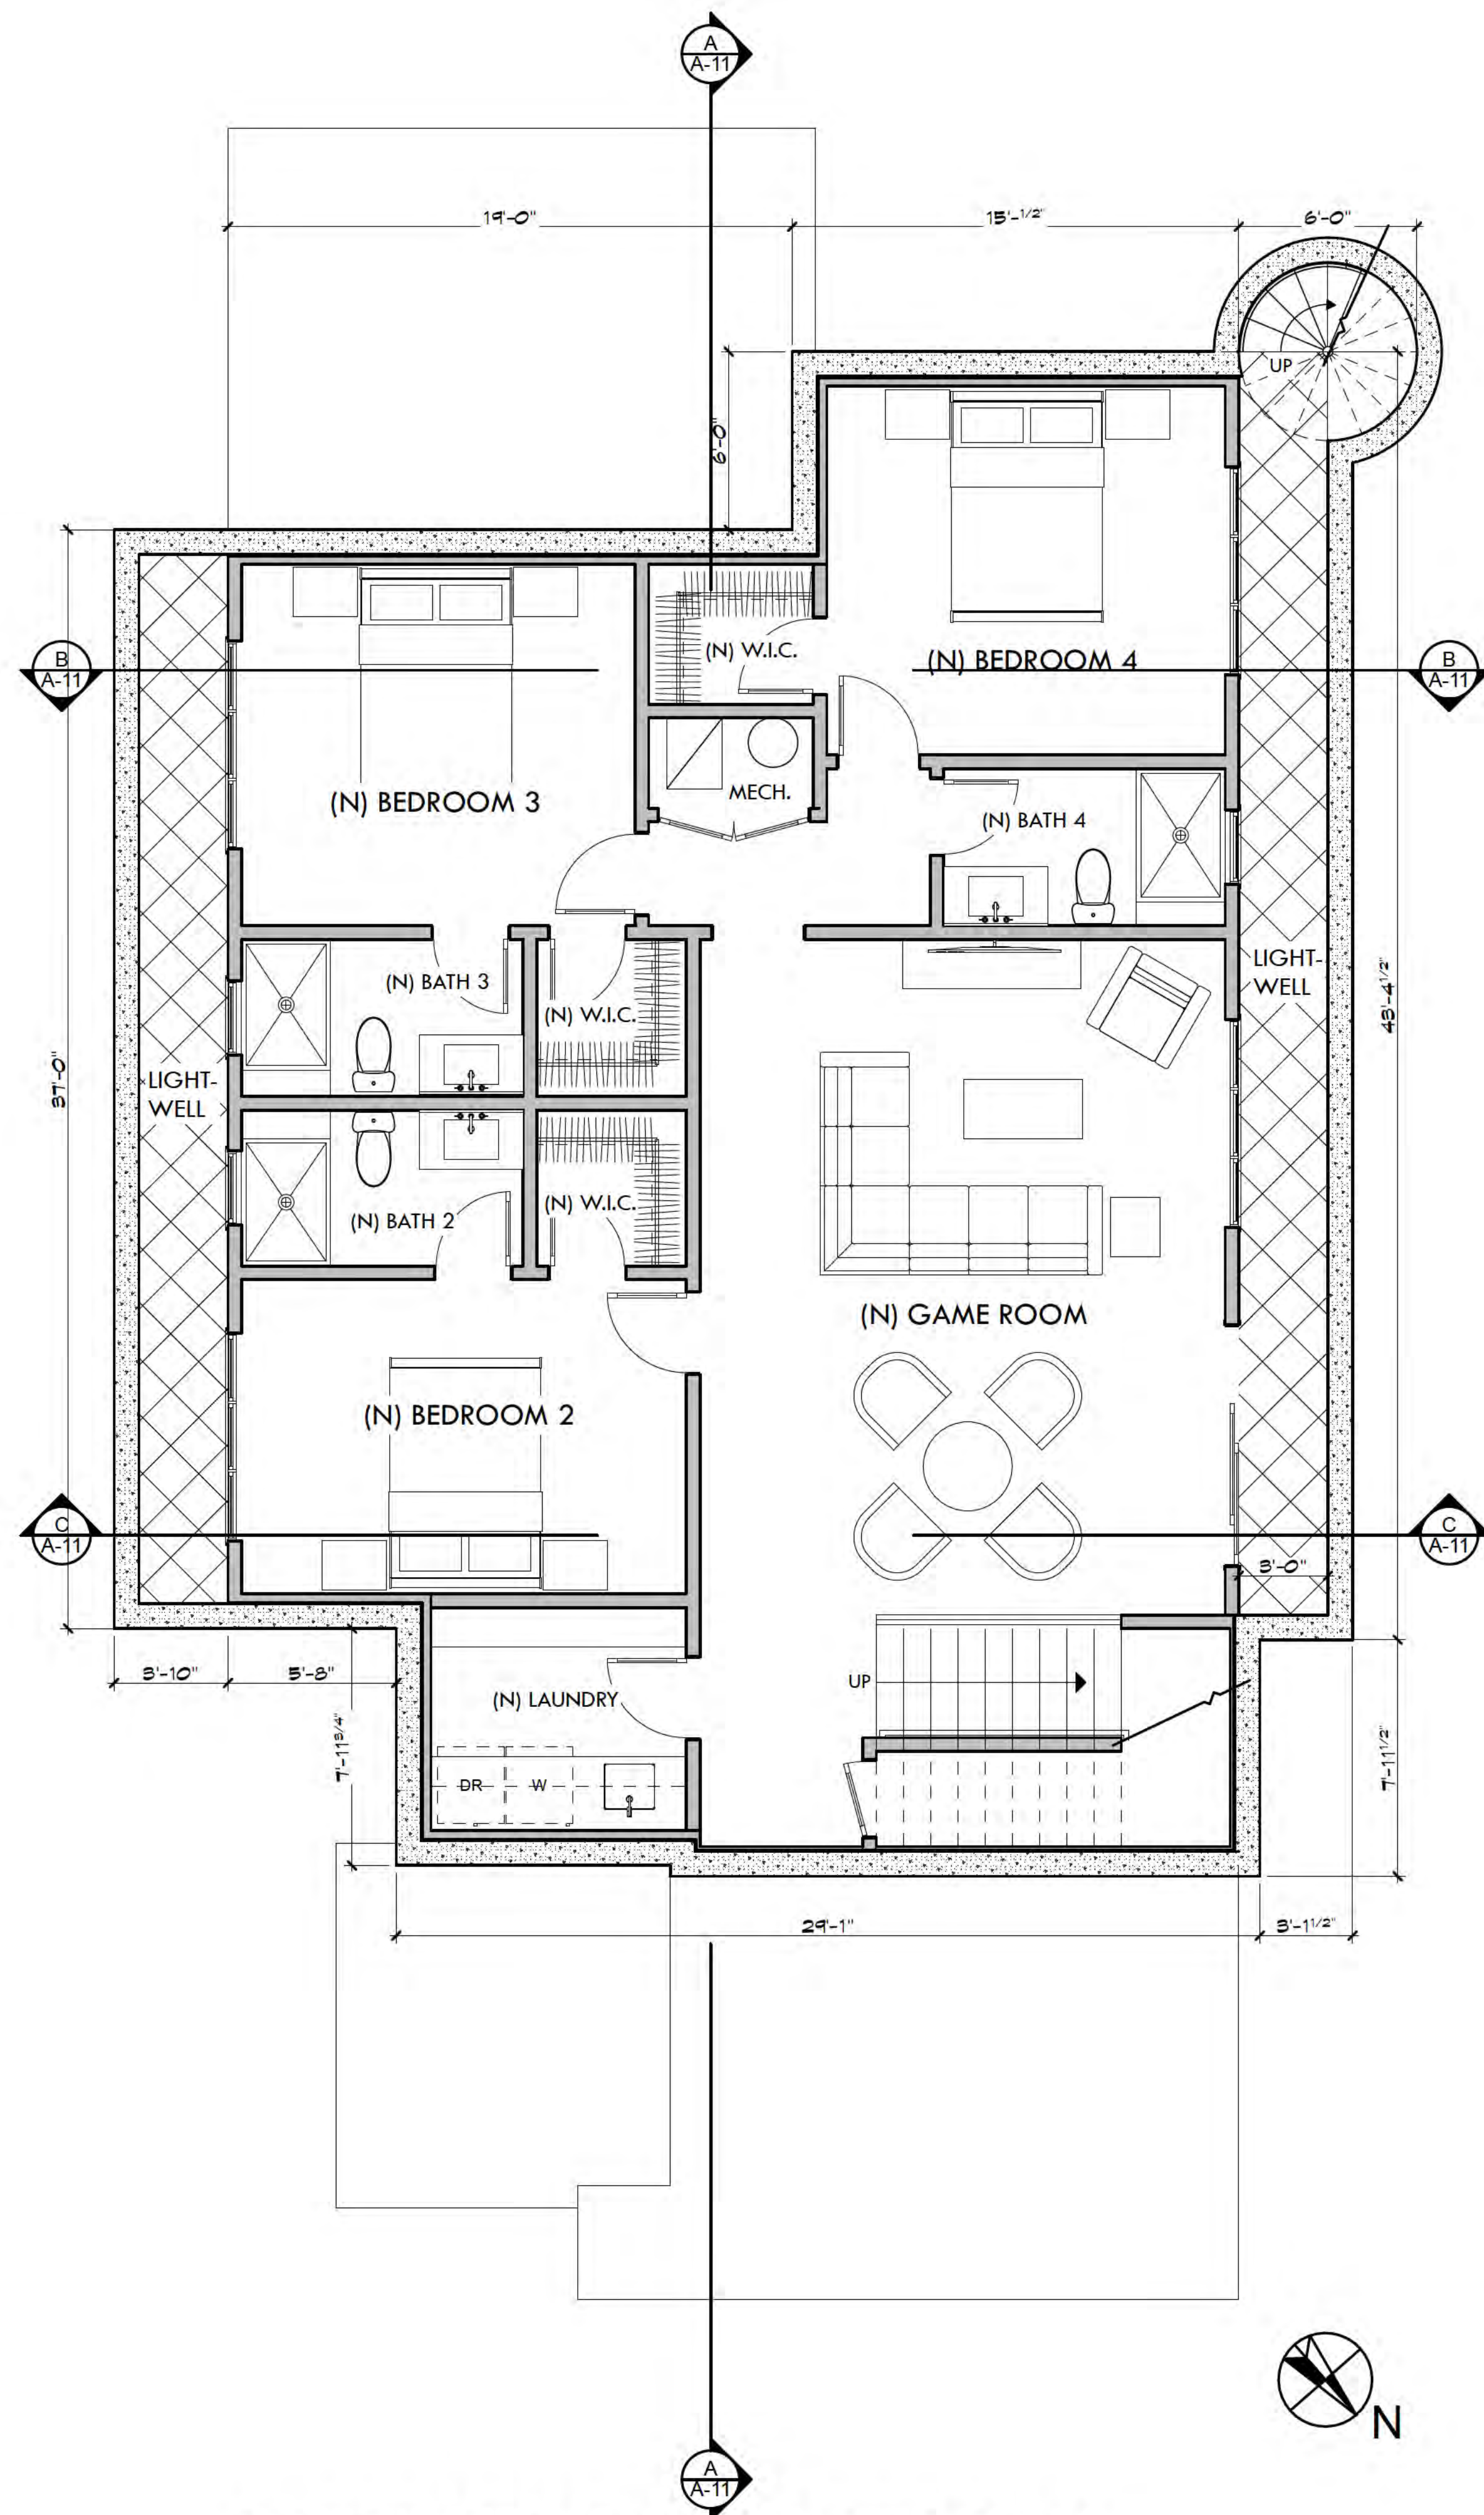 A
A-11
19'-0"
15'-1/2"
6'-0"
UP
6'-0"
B
A-11
(N) W.I.C.
(N) BEDROOM 4
B
A-11
MECH.
(N) BEDROOM 3
(N) BATH 4
(N) BATH 3
(N) W.I.C.
LIGHT-
WELL
43'-4 1/2"
37'-0"
LIGHT-
WELL
(N) BATH 2
(N) W.I.C.
(N) GAME ROOM
(N) BEDROOM 2
C
A-11
C
A-11
3'-0"
3'-10"
5'-8"
UP
(N) LAUNDRY
7'-11 3/4"
7'-11 1/2"
DR
W
29'-1"
3'-1 1/2"
N
A
A-11